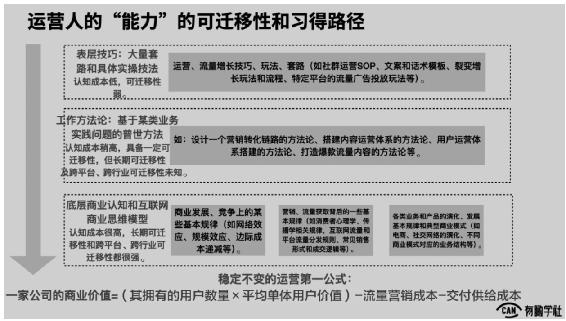 运营人的“能力”的可迁移性和习得路径
表层技巧：大量套
路和具体实操技法
认知成本低，可迁移性
弱。
运营、流量增长技巧、玩法、套路（如社群运营SOP、文案和话术模板、裂变增
长玩法和流程、特定平台的流量广告投放玩法等）。
工作方法论：基于某类业务
实践问题的普世方法
认知成本稍高，具备一定可
迁移性，但长期可迁移性
及跨平台、跨行业可迁移性未知。
如：设计一个营销转化链路的方法论、搭建内容运营体系的方法论、用户运营体
系搭建的方法论、打造爆款流量内容的方法论等。
底层商业认知和互联网
商业思维模型
认知成本很高，长期可迁
移性和跨平台、跨行业可
迁移性都很强。
商业发展、竞争上的某
些基本规律（如网络效
应、规模效应、边际成
本递减等）。
营销、流量获取背后的一些基
本规律（如消费者心理学、传
播学相关规律，互联网流量和
平台流量分发规则，常见销售
形式和成交逻辑等）。
各类业务和产品的演化、发展
基本规律和典型商业模式（如
电商、社交网络的演化、不同
商业模式对应的业务结构等）。
稳定不变的运营第一公式：
一家公司的商业价值=（其拥有的用户数量×平均单体用户价值）-流量营销成本-交付供给成本
CAN 有瞰学社